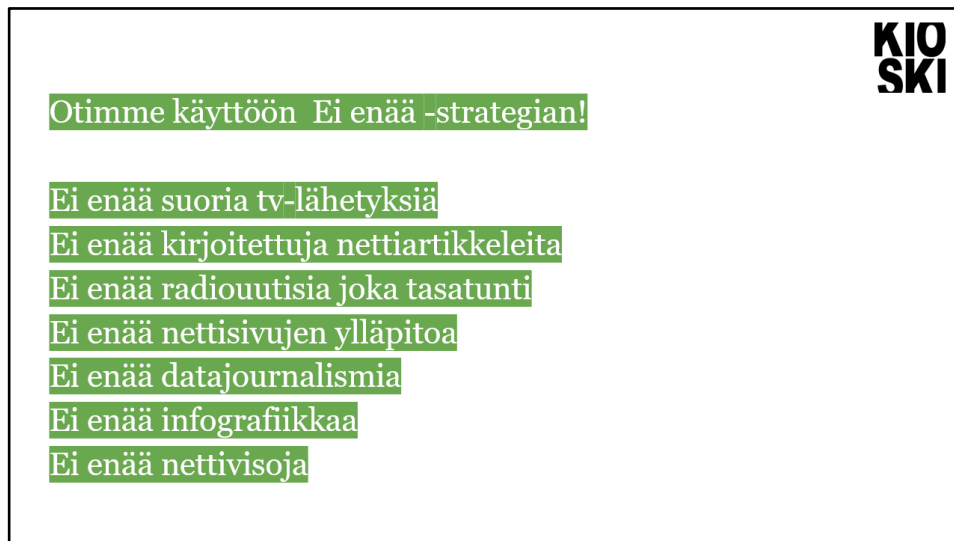 KIO
SKI
Otimme käyttöön  Ei enää -strategian!
Ei enää suoria tv-lähetyksiä
Ei enää kirjoitettuja nettiartikkeleita
Ei enää radiouutisia joka tasatunti
Ei enää nettisivujen ylläpitoa
Ei enää datajournalismia
Ei enää infografiikkaa
Ei enää nettivisoja